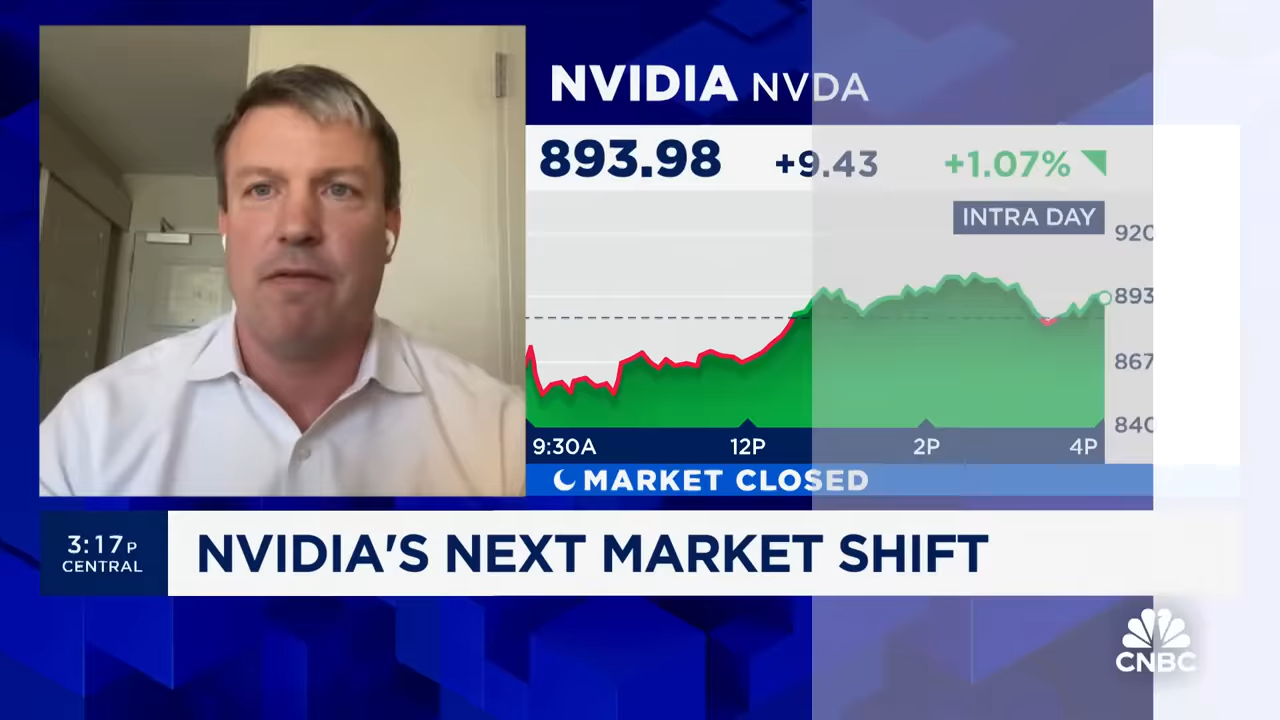 NVIDIA NVDA
893.98 +9.43 +1.07%
INTRA DAY
920
893
867
840
9:30A 12P 2P 4P
MARKET CLOSED
3:17P
CENTRAL
NVIDIA'S NEXT MARKET SHIFT
CNBC